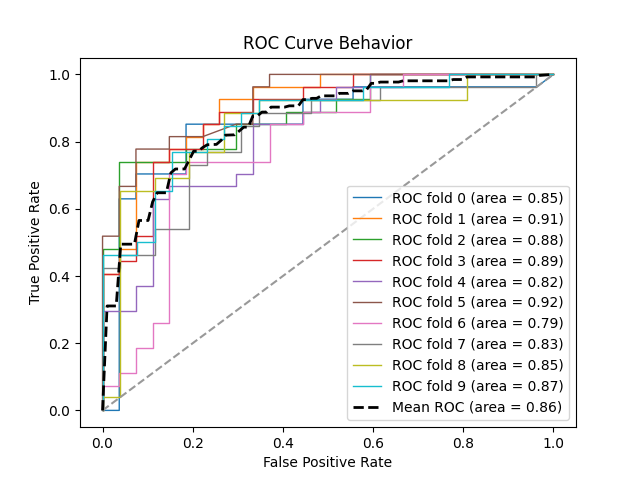 ROC Curve Behavior
True Positive Rate
1.0
0.8
0.6
0.4
0.2
0.0
ROC fold 0 (area = 0.85)
ROC fold 1 (area = 0.91)
ROC fold 2 (area = 0.88)
ROC fold 3 (area = 0.89)
ROC fold 4 (area = 0.82)
ROC fold 5 (area = 0.92)
ROC fold 6 (area = 0.79)
ROC fold 7 (area = 0.83)
ROC fold 8 (area = 0.85)
ROC fold 9 (area = 0.87)
Mean ROC (area = 0.86)
0.0 0.2 0.4 0.6 0.8 1.0
False Positive Rate